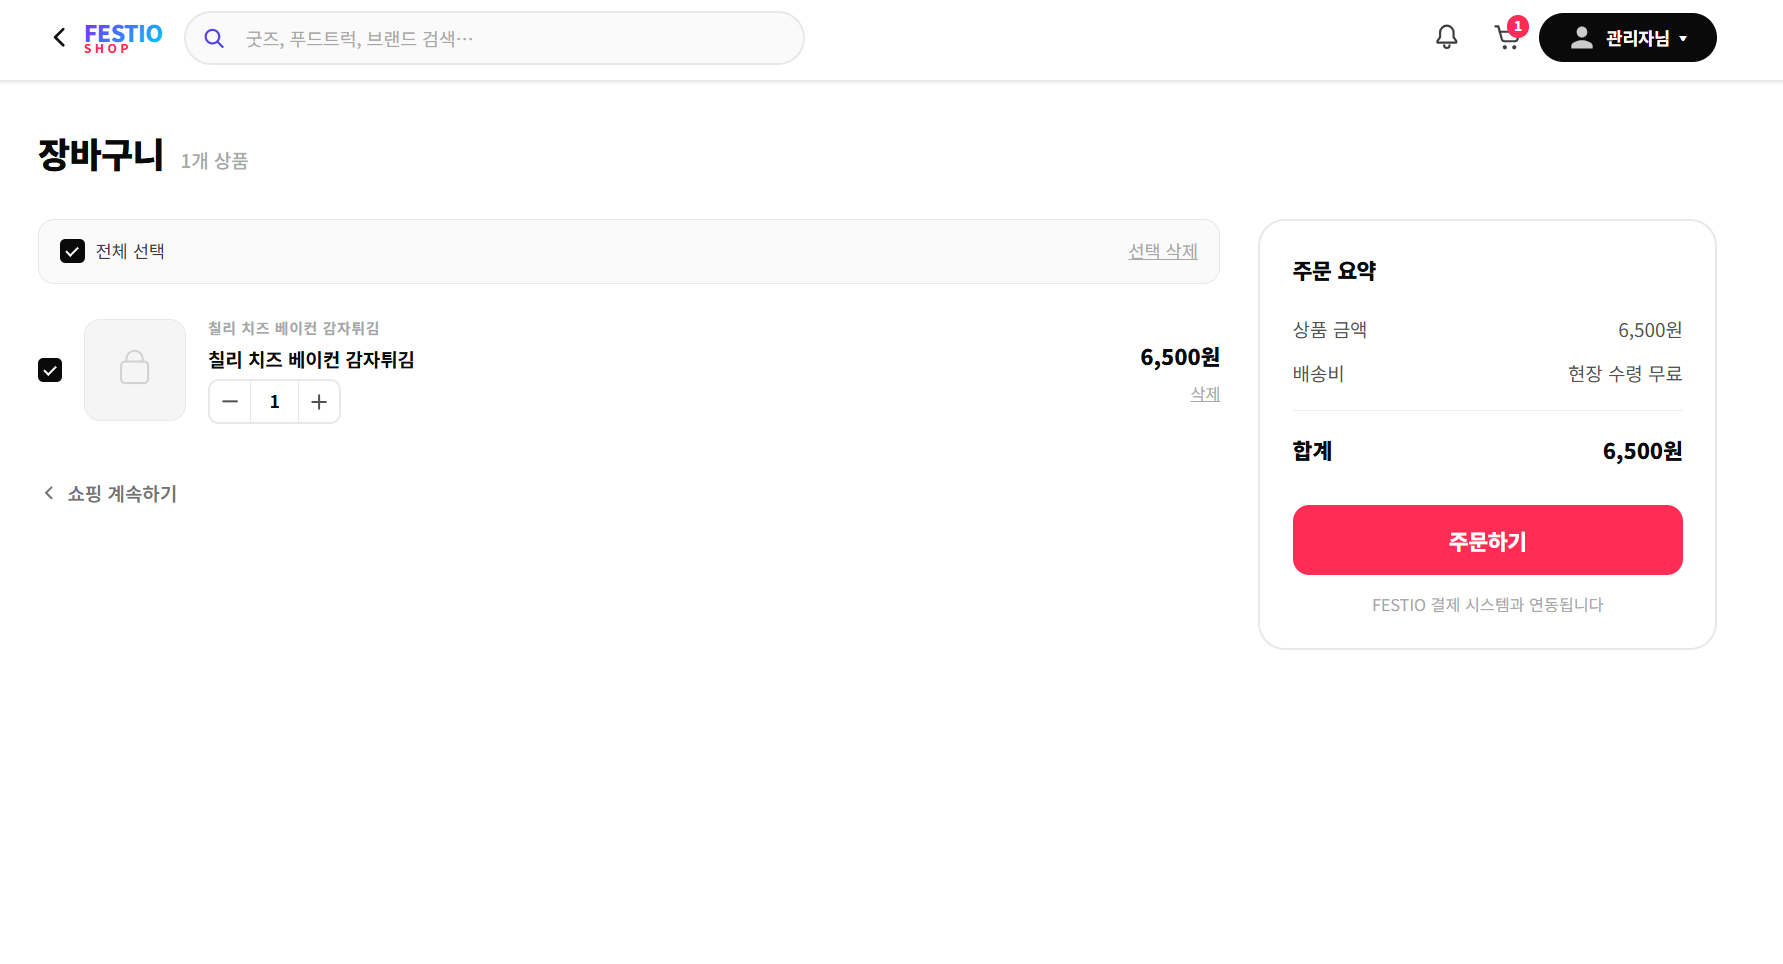 FESTIO
SHOP
굿즈, 푸드트럭, 브랜드 검색…
1
관리자님
장바구니 1개 상품
전체 선택
선택 삭제
칠리 치즈 베이컨 감자튀김
칠리 치즈 베이컨 감자튀김
1
6,500원
삭제
쇼핑 계속하기
주문 요약
상품 금액 6,500원
배송비 현장 수령 무료
합계 6,500원
주문하기
FESTIO 결제 시스템과 연동됩니다